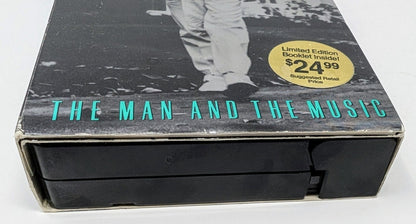 Limited Edition
Booklet Inside!
$24.99
Suggested Retail
Price
THE MAN AND THE MUSIC